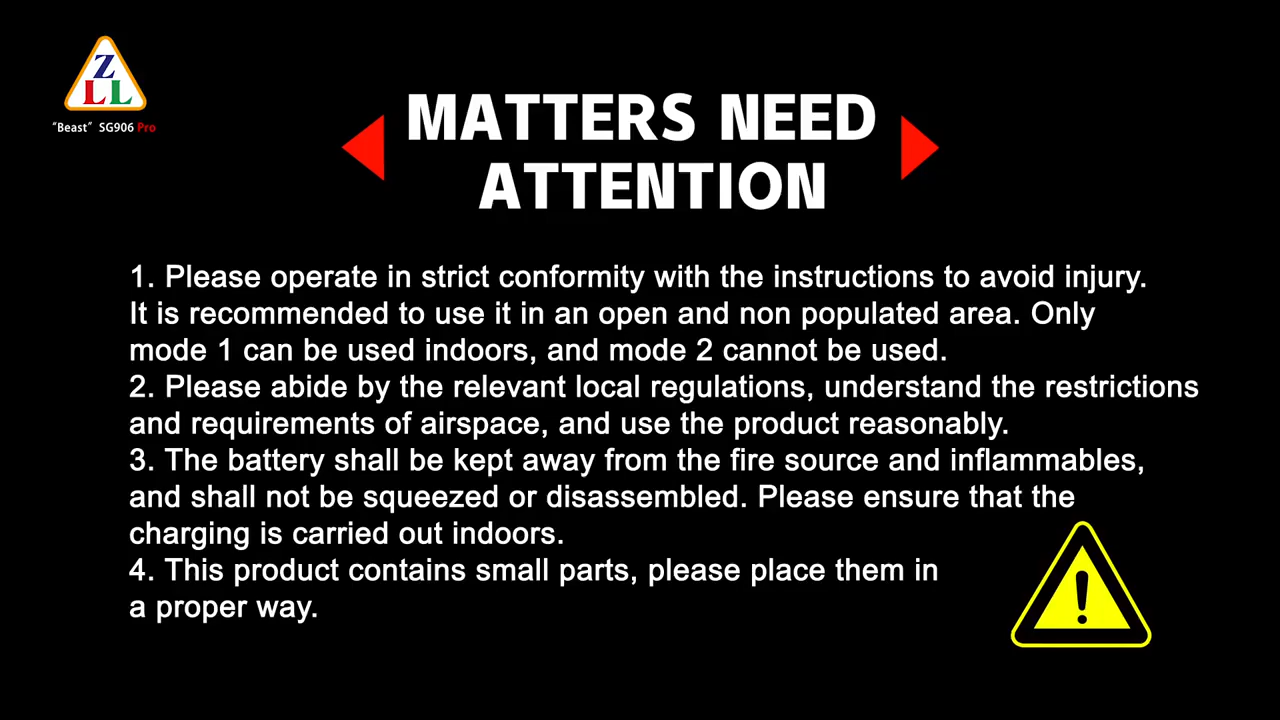 Z
LL
“Beast” SG906 Pro
MATTERS NEED
ATTENTION
1. Please operate in strict conformity with the instructions to avoid injury.
It is recommended to use it in an open and non populated area. Only
mode 1 can be used indoors, and mode 2 cannot be used.
2. Please abide by the relevant local regulations, understand the restrictions
and requirements of airspace, and use the product reasonably.
3. The battery shall be kept away from the fire source and inflammables,
and shall not be squeezed or disassembled. Please ensure that the
charging is carried out indoors.
4. This product contains small parts, please place them in
a proper way.
!